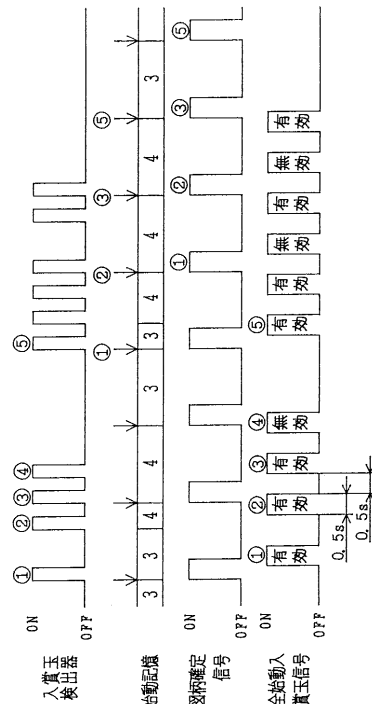 入賞玉
検出器
ON
OFF
① ② ③ ④ ⑤
① ② ③ ⑤
始動記憶
3 3 4 4 3 3 4 4 4 3
図柄確定
信号
ON
OFF
① ② ③ ⑤
全始動入
賞玉信号
ON
OFF
① ② ③ ④ ⑤
有効 有効 有効 無効 有効 有効 無効 有効 無効 有効
0.5s
0.5s